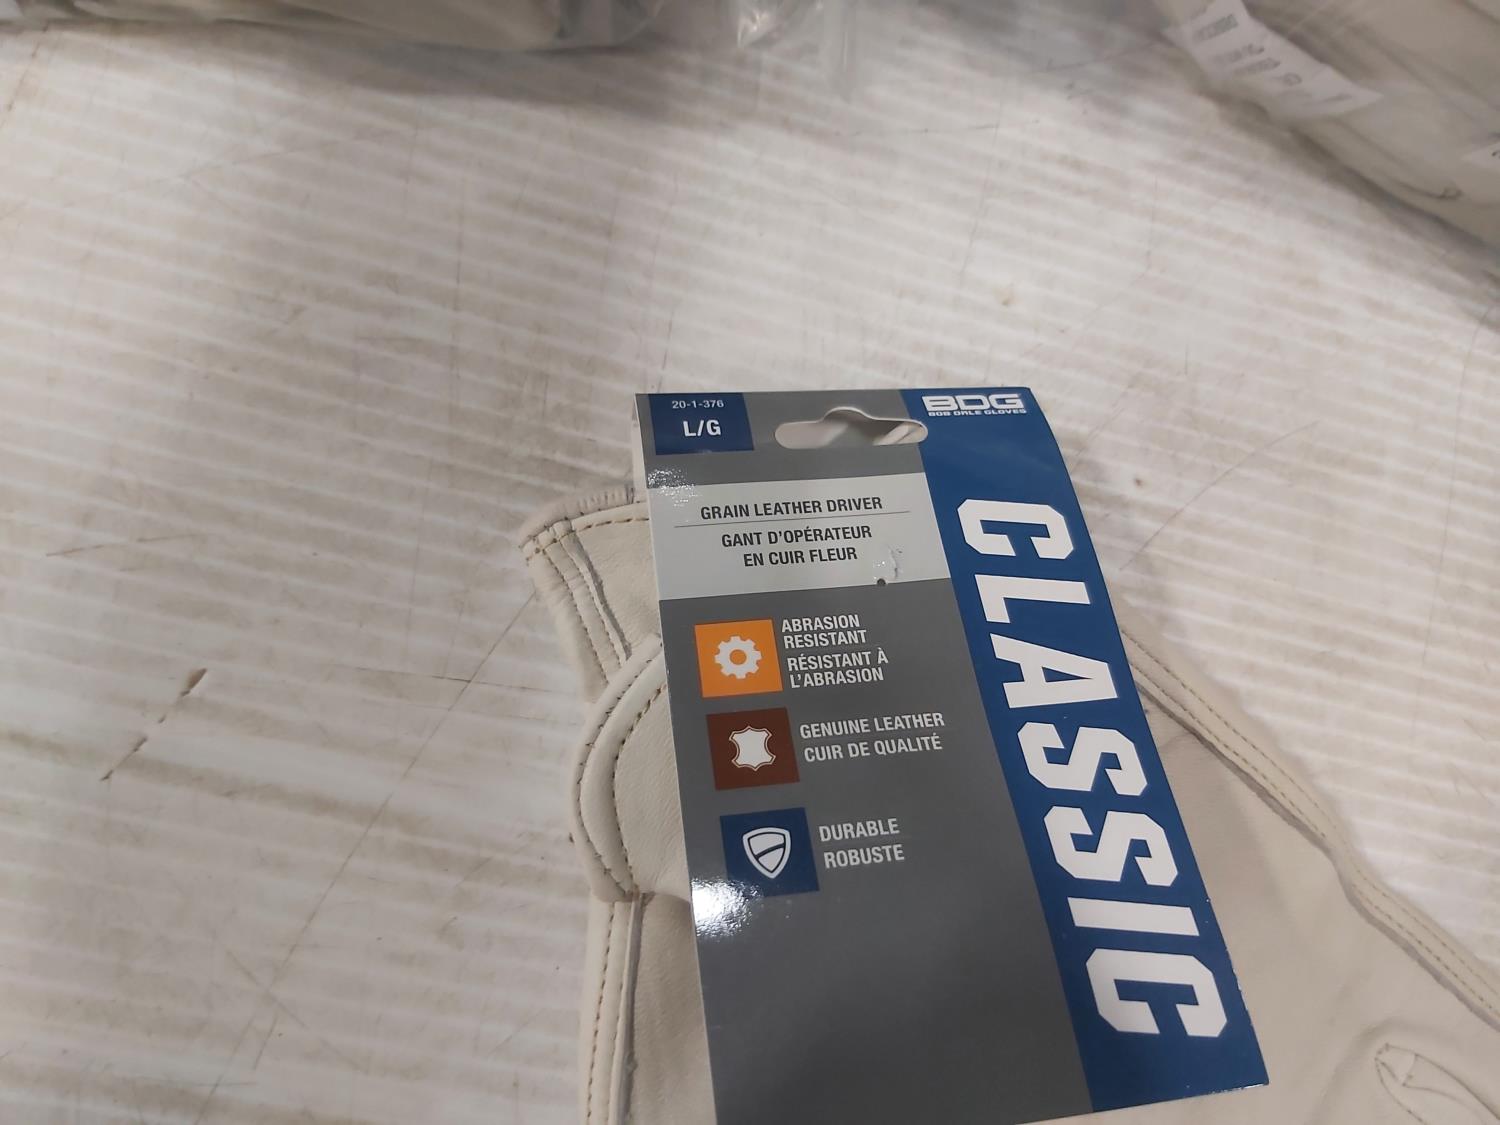 20-1-376
L/G
BDG
BOB DALE GLOVES
GRAIN LEATHER DRIVER
GANT D'OPÉRATEUR
EN CUIR FLEUR
ABRASION
RESISTANT
RÉSISTANT À
L'ABRASION
GENUINE LEATHER
CUIR DE QUALITÉ
DURABLE
ROBUSTE
CLASSIC